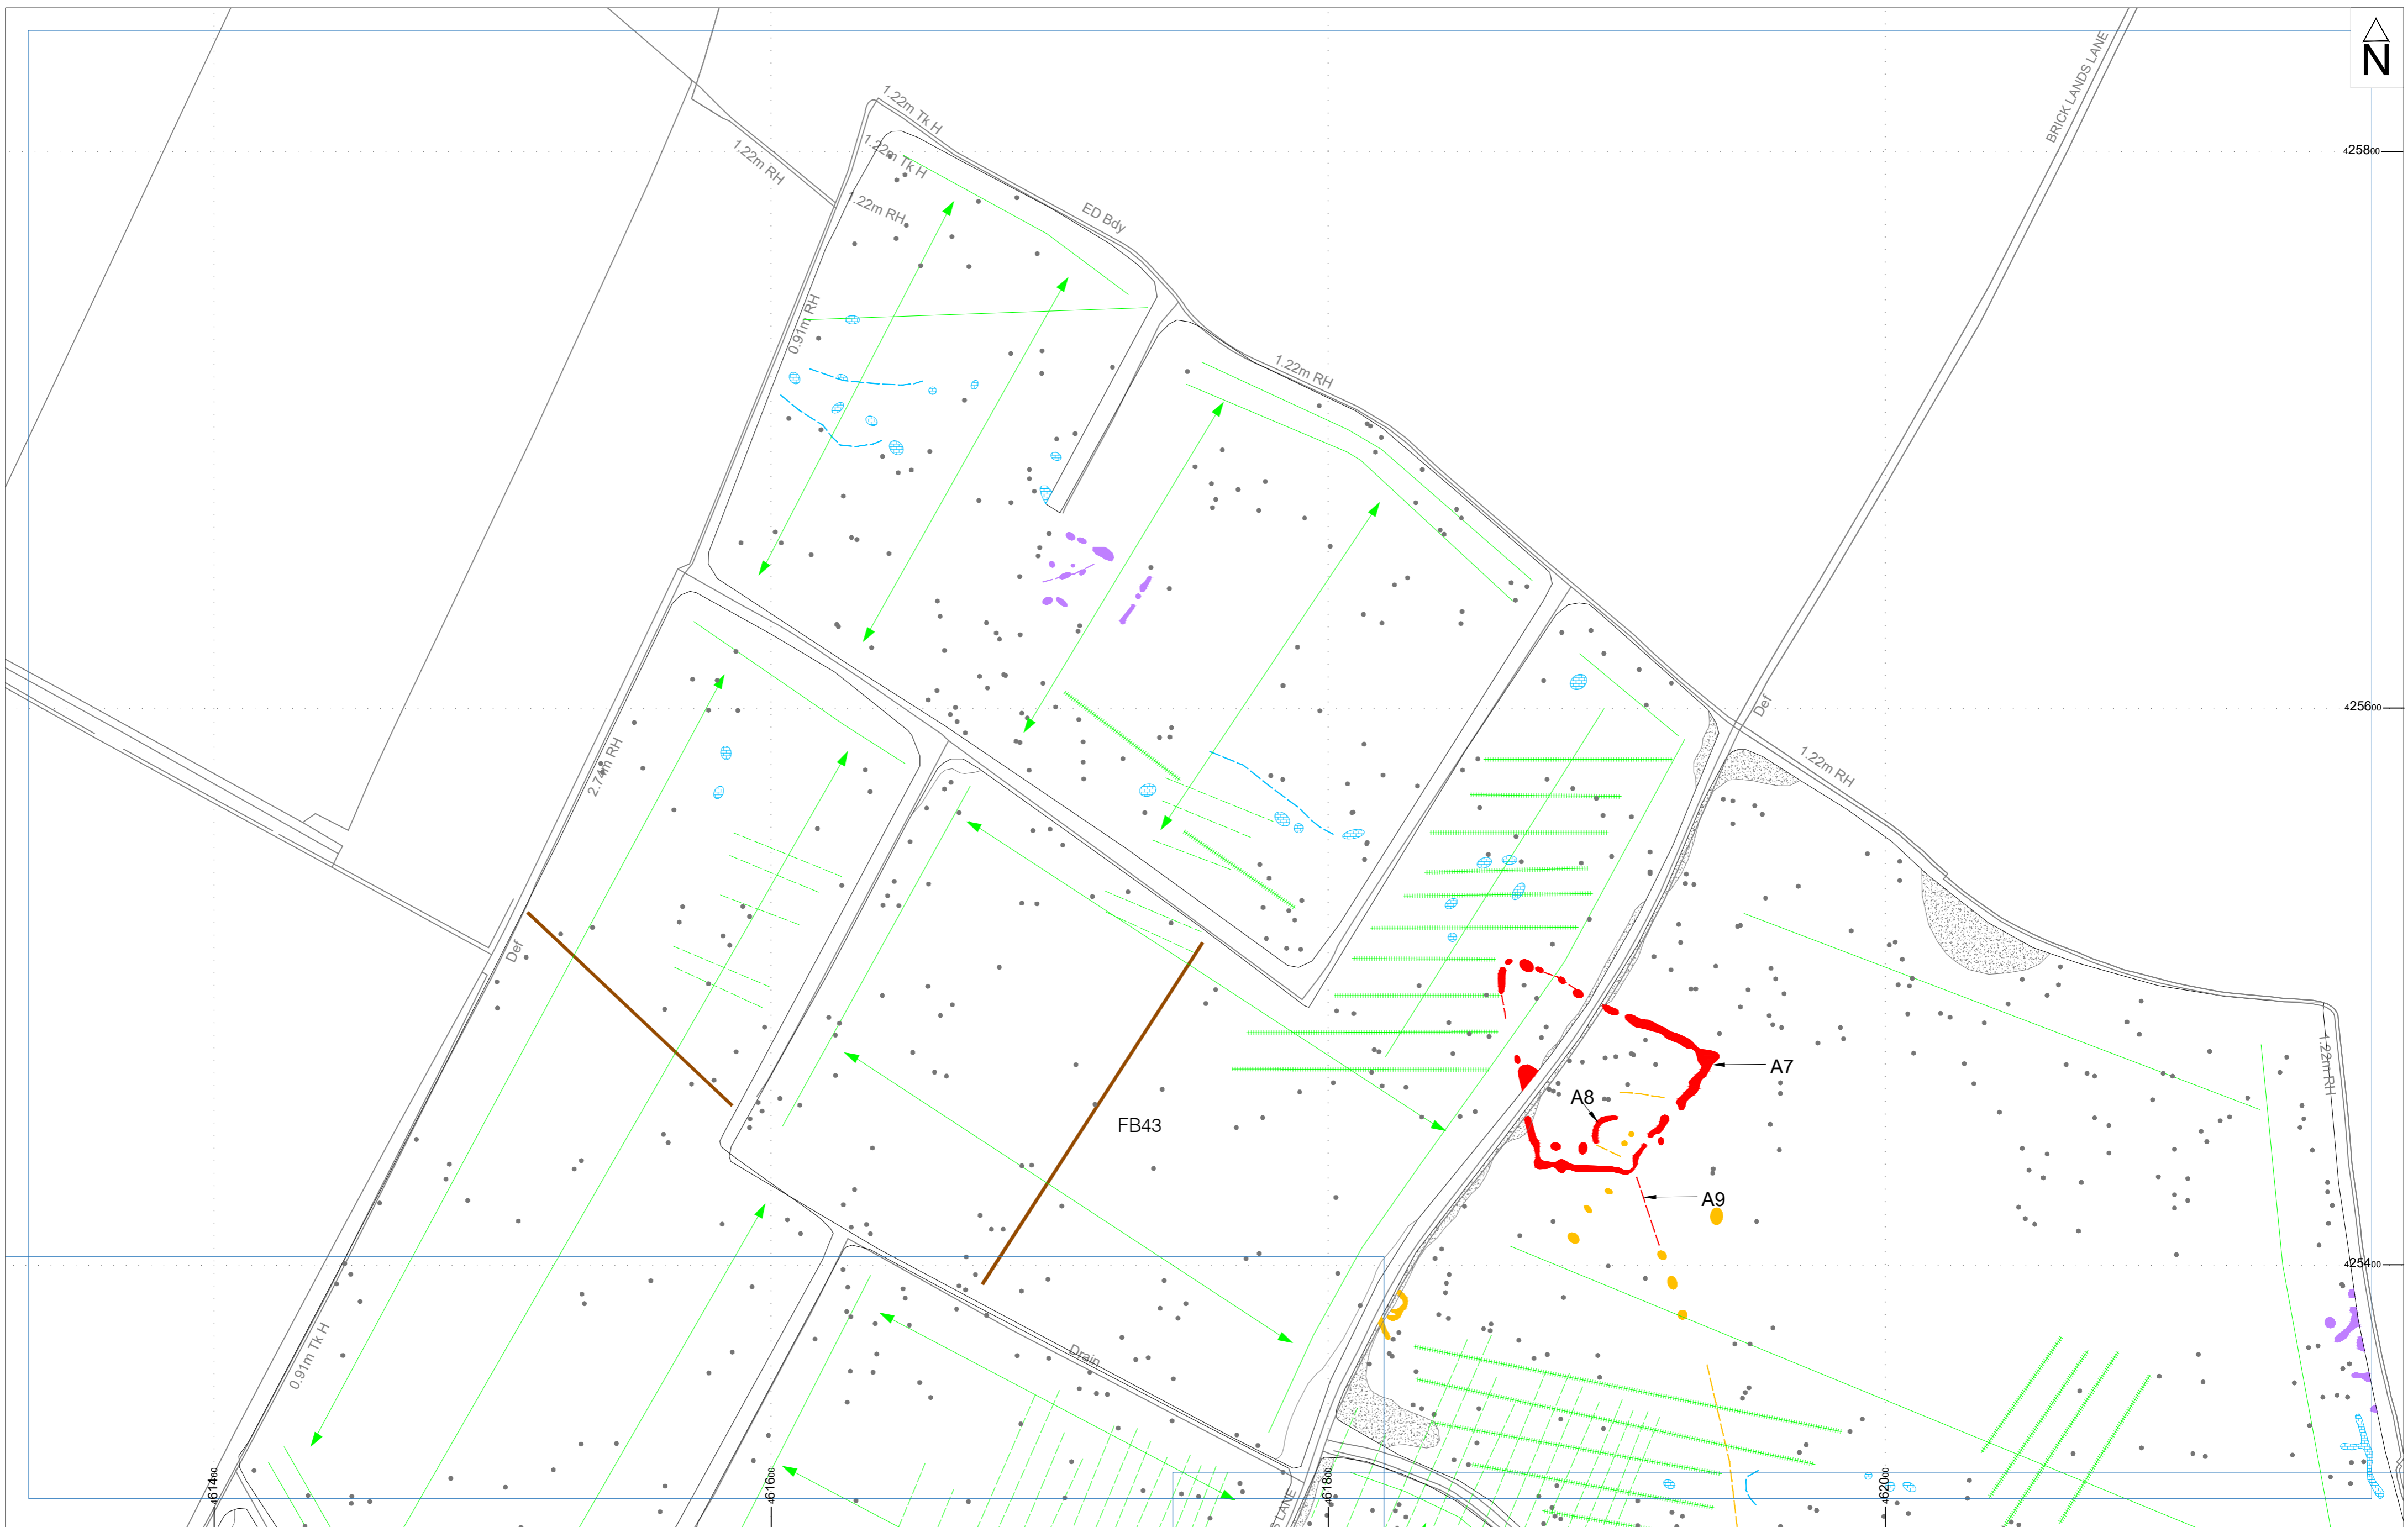 N
BRICK LANDS LANE
1.22m Tk H
1.22m Tk H
1.22m RH
425800
1.22m RH
ED Bdy
0.91m RH
1.22m RH
425600
Def
1.22m RH
2.74m RH
Def
A7
1.22m RH
A8
FB43
A9
425400
0.91m Tk H
Drain
461400
461600
461800
462000
S LANE